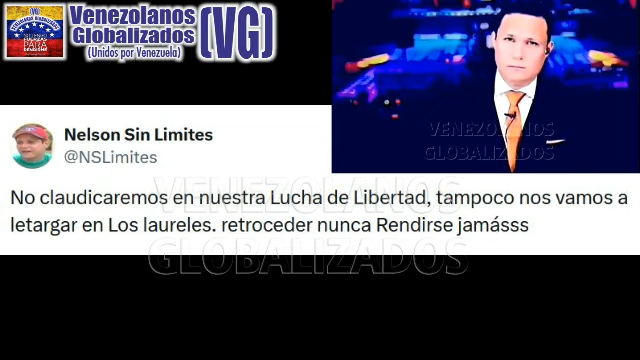 Venezolanos
Globalizados
(Unidos por Venezuela)
(VG)
VENEZOLANOS
GLOBALIZADOS
Nelson Sin Limites
@NSLimites
No claudicaremos en nuestra Lucha de Libertad, tampoco nos vamos a
letargar en Los laureles. retroceder nunca Rendirse jamásss
VENEZOLANOS
GLOBALIZADOS